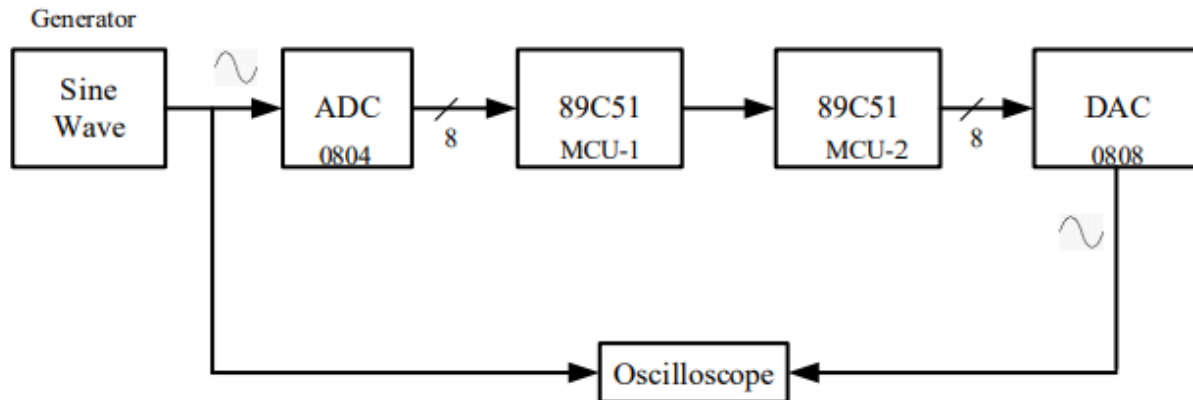 Generator
Sine
Wave
ADC
0804
8
89C51
MCU-1
89C51
MCU-2
8
DAC
0808
Oscilloscope